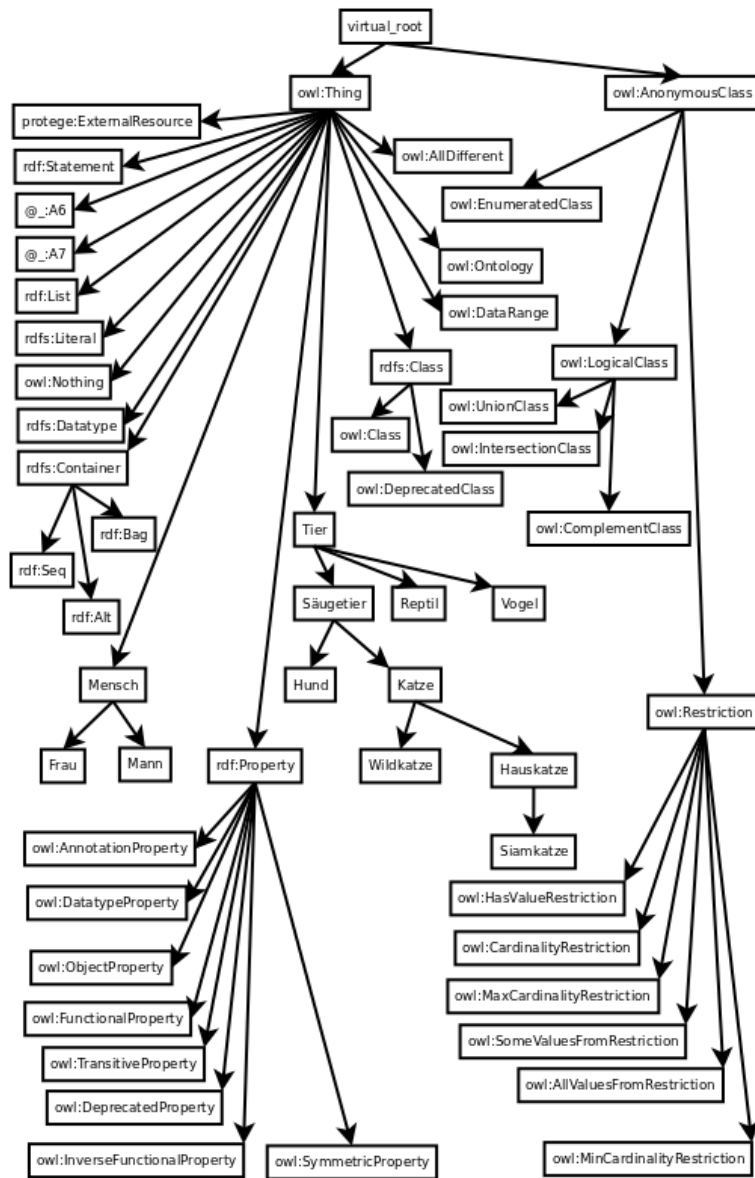 virtual_root
owl:Thing
owl:AnonymousClass
protege:ExternalResource
owl:AllDifferent
rdf:Statement
owl:EnumeratedClass
@_:A6
@_:A7
owl:Ontology
rdf:List
owl:DataRange
rdfs:Literal
rdfs:Class
owl:LogicalClass
owl:Nothing
owl:UnionClass
rdfs:Datatype
owl:Class
owl:IntersectionClass
rdfs:Container
owl:DeprecatedClass
Tier
owl:ComplementClass
rdf:Bag
rdf:Seq
Säugetier
Reptil
Vogel
rdf:Alt
Mensch
Hund
Katze
owl:Restriction
Frau
Mann
rdf:Property
Wildkatze
Hauskatze
owl:AnnotationProperty
Siamkatze
owl:HasValueRestriction
owl:DatatypeProperty
owl:CardinalityRestriction
owl:ObjectProperty
owl:MaxCardinalityRestriction
owl:FunctionalProperty
owl:SomeValuesFromRestriction
owl:TransitiveProperty
owl:AllValuesFromRestriction
owl:DeprecatedProperty
owl:InverseFunctionalProperty
owl:SymmetricProperty
owl:MinCardinalityRestriction